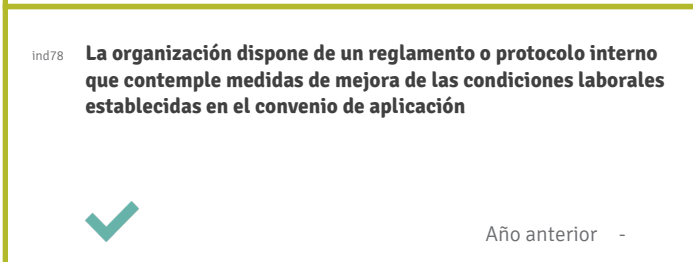 ind78 La organización dispone de un reglamento o protocolo interno
que contemple medidas de mejora de las condiciones laborales
establecidas en el convenio de aplicación
Año anterior -